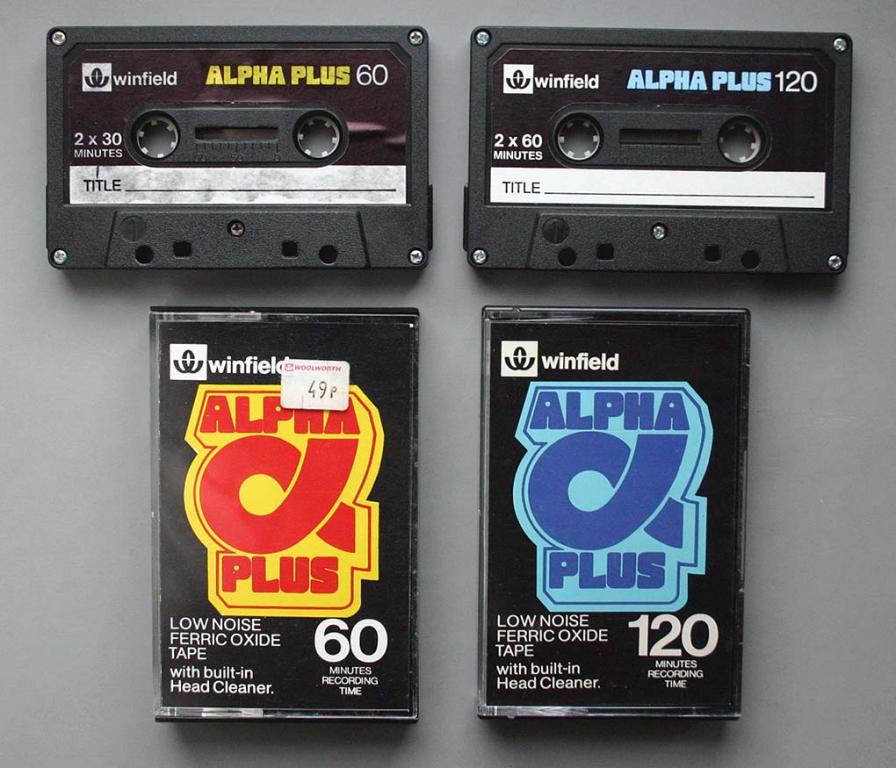 winfield ALPHA PLUS 60
2 x 30
MINUTES
TITLE
winfield ALPHA PLUS 120
2 x 60
MINUTES
TITLE
winfield
WOOLWORTH
49P
ALPHA
PLUS
LOW NOISE
FERRIC OXIDE
TAPE
with built-in
Head Cleaner.
60
MINUTES
RECORDING
TIME
winfield
ALPHA
PLUS
LOW NOISE
FERRIC OXIDE
TAPE
with built-in
Head Cleaner.
120
MINUTES
RECORDING
TIME